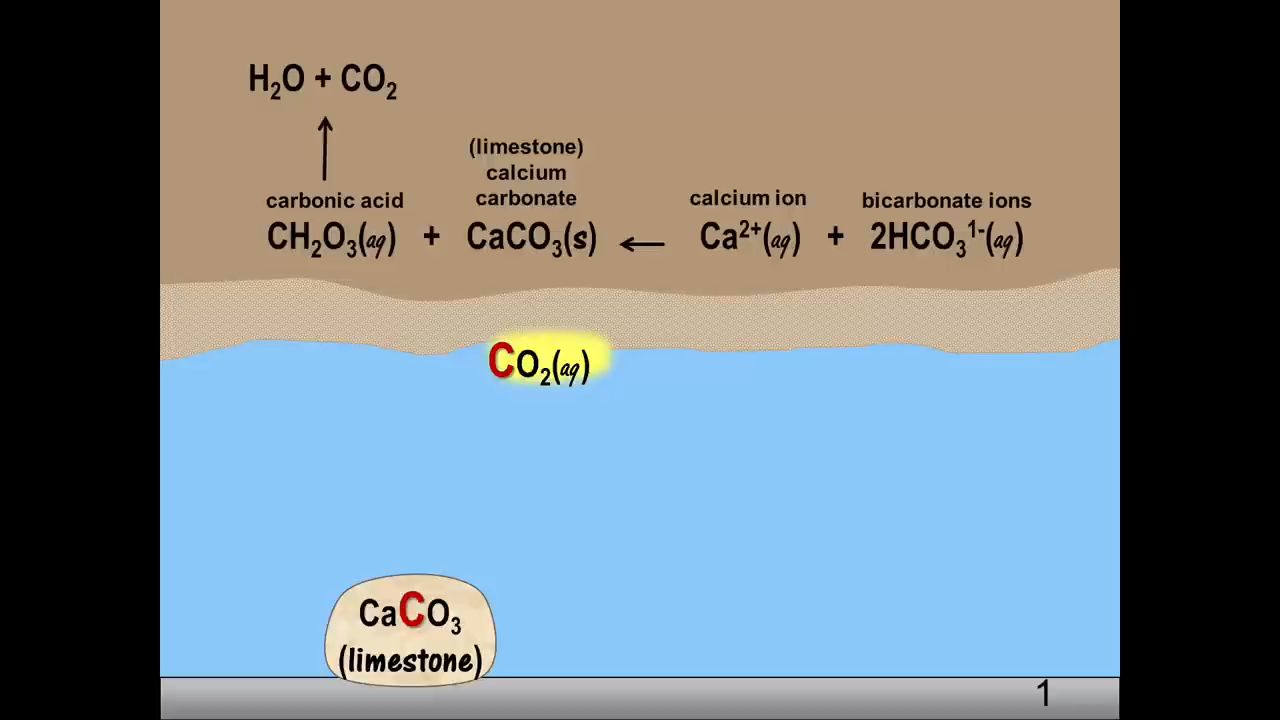 H₂O + CO₂
(limestone)
calcium
carbonic acid carbonate calcium ion bicarbonate ions
CH₂O₃(aq) + CaCO₃(s) ← Ca²⁺(aq) + 2HCO₃¹⁻(aq)
CO₂(aq)
CaCO₃
(limestone)
1